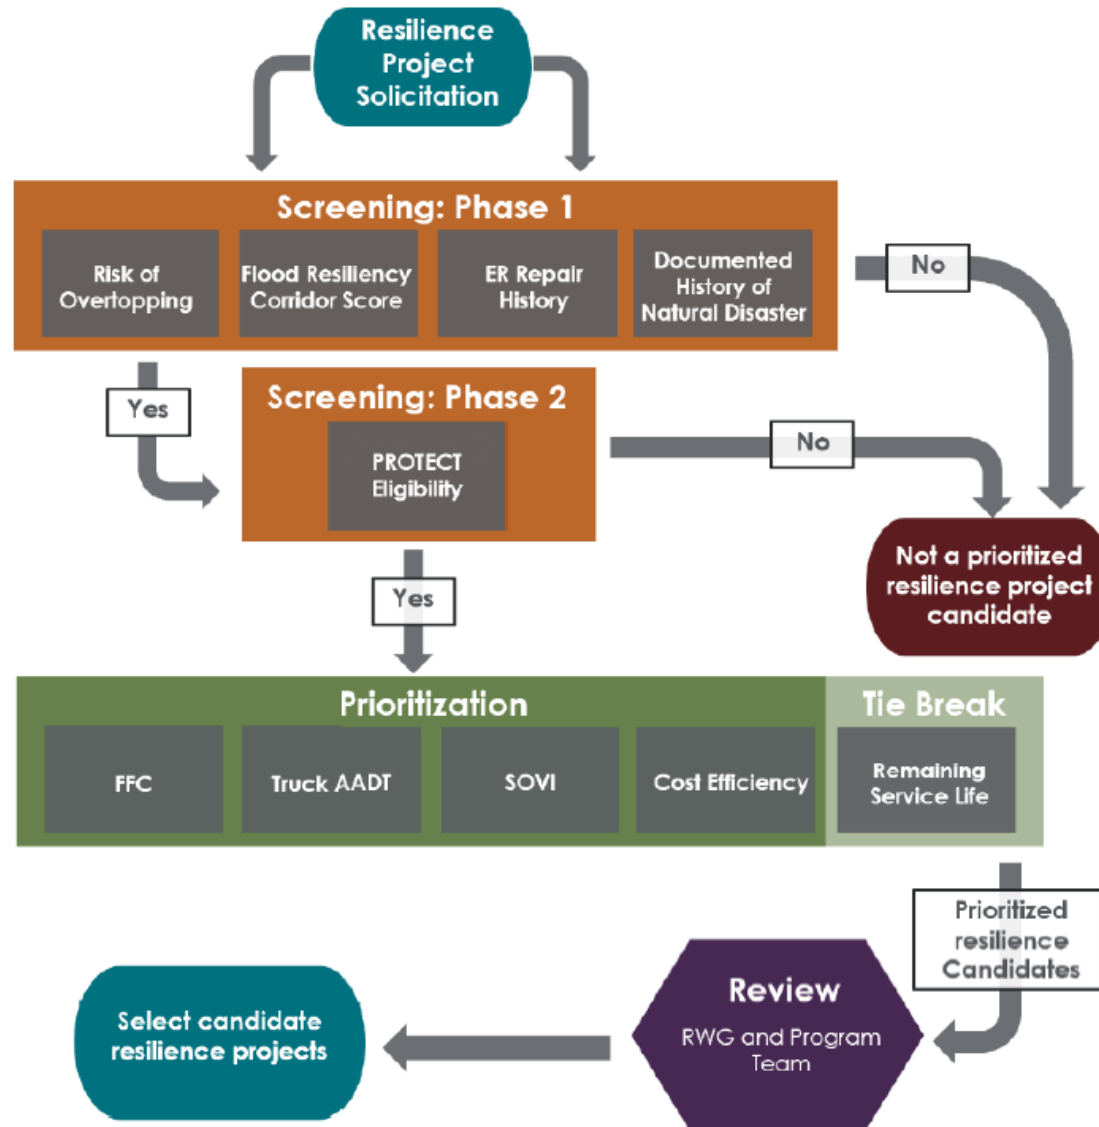 Resilience
Project
Solicitation
Screening: Phase 1
Risk of
Overtopping
Flood Resiliency
Corridor Score
ER Repair
History
Documented
History of
Natural Disaster
No
Yes
Screening: Phase 2
PROTECT
Eligibility
No
Yes
Not a prioritized
resilience project
candidate
Prioritization
FFC
Truck AADT
SOVI
Cost Efficiency
Tie Break
Remaining
Service Life
Prioritized
resilience
Candidates
Review
RWG and Program
Team
Select candidate
resilience projects